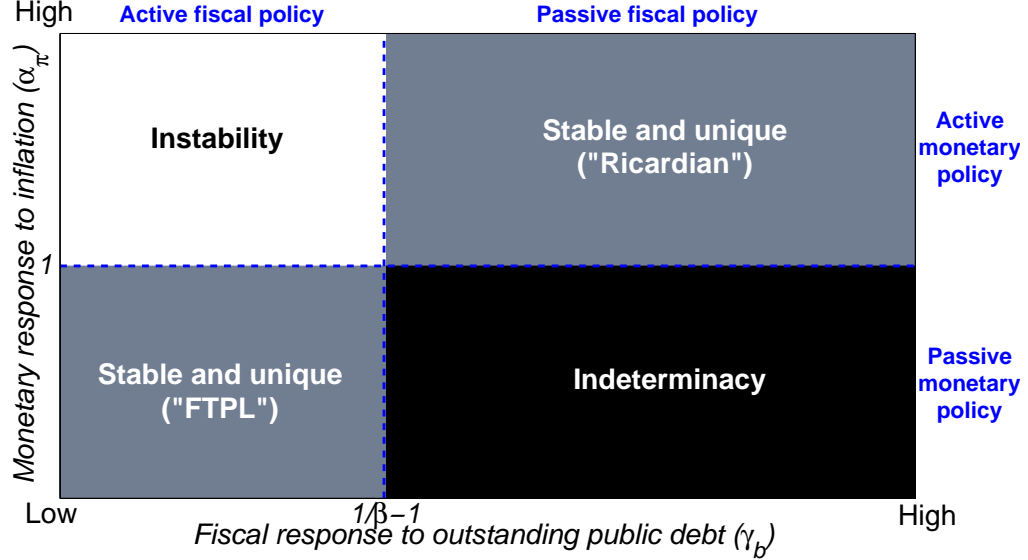 High
Active fiscal policy
Passive fiscal policy
Monetary response to inflation (α_π)
Instability
Stable and unique
("Ricardian")
Active
monetary
policy
1
Stable and unique
("FTPL")
Indeterminacy
Passive
monetary
policy
Low
1/β−1
High
Fiscal response to outstanding public debt (γ_b)